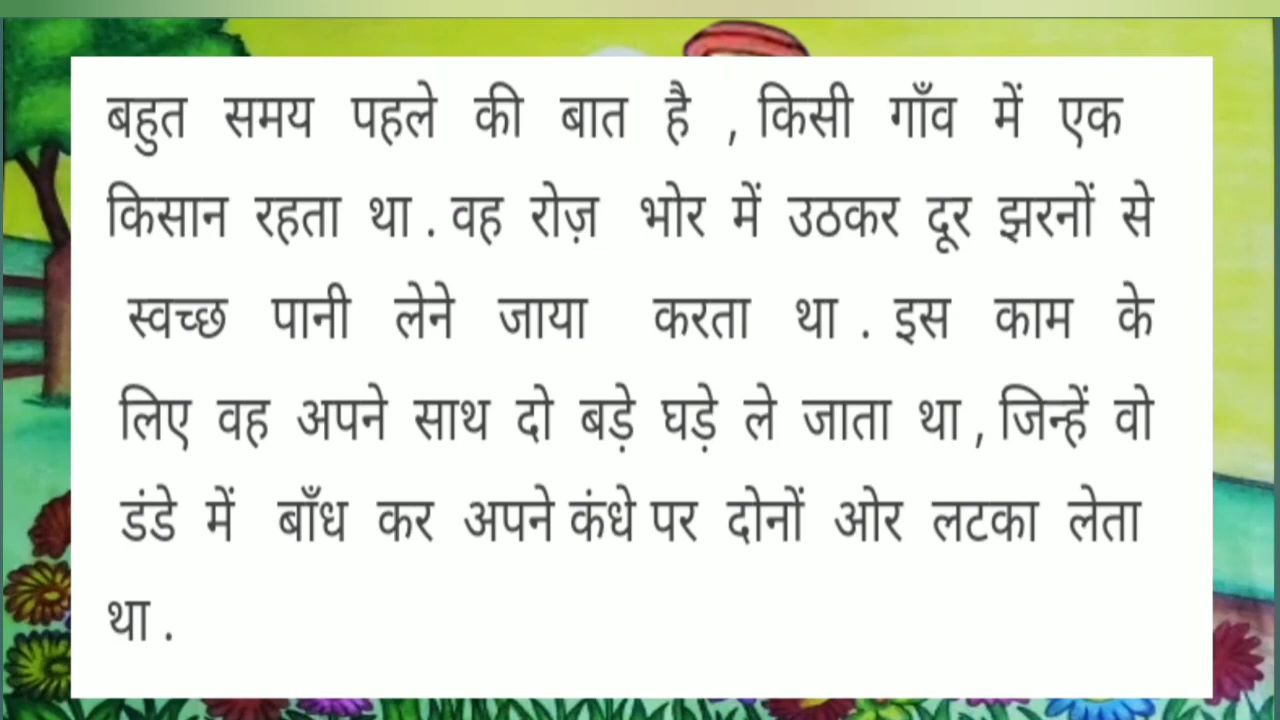 बहुत समय पहले की बात है , किसी गाँव में एक
किसान रहता था . वह रोज़ भोर में उठकर दूर झरनों से
स्वच्छ पानी लेने जाया करता था . इस काम के
लिए वह अपने साथ दो बड़े घड़े ले जाता था , जिन्हें वो
डंडे में बाँध कर अपने कंधे पर दोनों ओर लटका लेता
था .